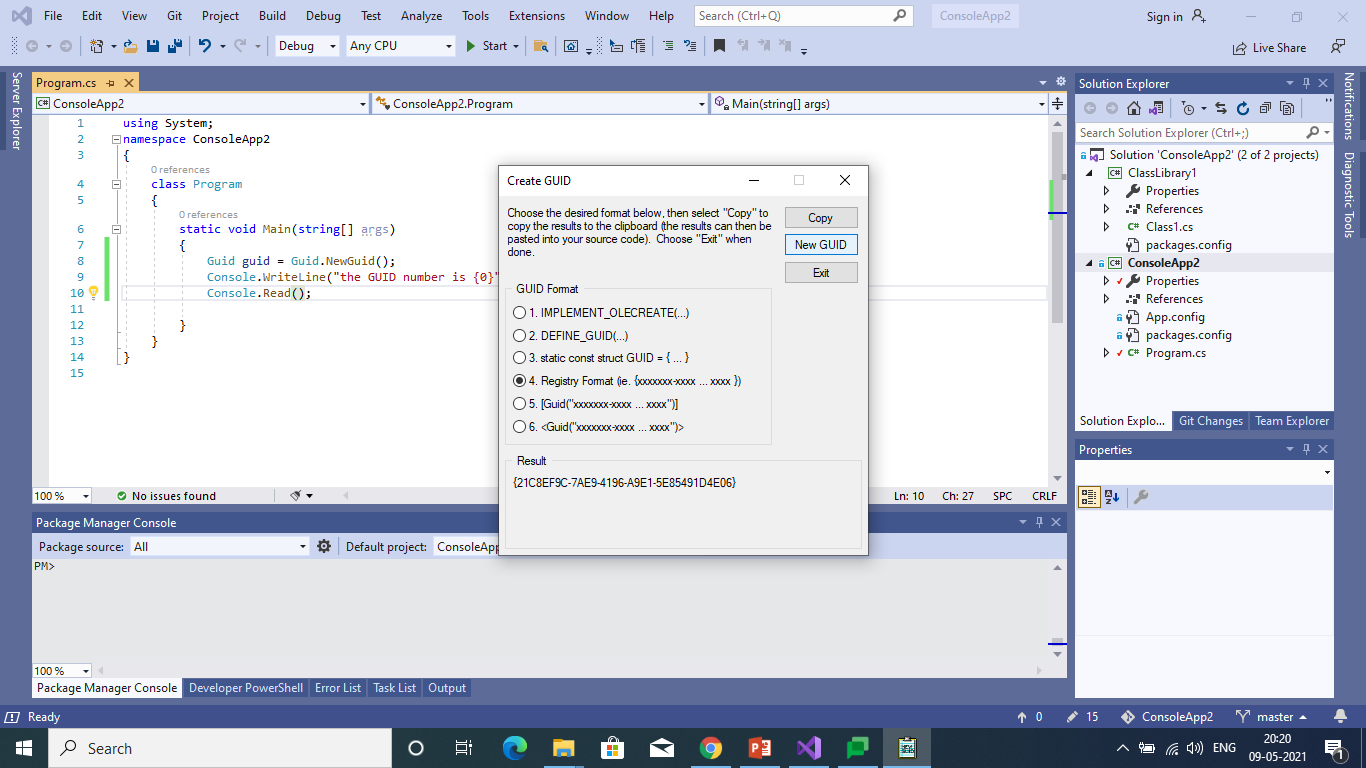 File Edit View Git Project Build Debug Test Analyze Tools Extensions Window Help Search (Ctrl+Q) ConsoleApp2 Sign in
Debug Any CPU Start Live Share
Server Explorer
Program.cs
ConsoleApp2 ConsoleApp2.Program Main(string[] args)
1 using System;
2 namespace ConsoleApp2
3 {
0 references
4 class Program
5 {
0 references
6 static void Main(string[] args)
7 {
8 Guid guid = Guid.NewGuid();
9 Console.WriteLine("the GUID number is {0}"
10 Console.Read();
11
12 }
13 }
14 }
15
100 % No issues found Ln: 10 Ch: 27 SPC CRLF
Create GUID
Choose the desired format below, then select "Copy" to
copy the results to the clipboard (the results can then be
pasted into your source code). Choose "Exit" when
done.
Copy
New GUID
Exit
GUID Format
1. IMPLEMENT_OLECREATE(...)
2. DEFINE_GUID(...)
3. static const struct GUID = { ... }
4. Registry Format (ie. {xxxxxxx-xxxx ... xxxx })
5. [Guid("xxxxxxx-xxxx ... xxxx")]
6. <Guid("xxxxxxx-xxxx ... xxxx")>
Result
{21C8EF9C-7AE9-4196-A9E1-5E85491D4E06}
Package Manager Console
Package source: All Default project: ConsoleApp
PM>
100 %
Package Manager Console Developer PowerShell Error List Task List Output
Solution Explorer
Search Solution Explorer (Ctrl+;)
Solution 'ConsoleApp2' (2 of 2 projects)
C# ClassLibrary1
Properties
References
C# Class1.cs
packages.config
C# ConsoleApp2
Properties
References
App.config
packages.config
C# Program.cs
Solution Explo... Git Changes Team Explorer
Properties
Notifications
Diagnostic Tools
Ready 0 15 ConsoleApp2 master
Search ENG 20:20
09-05-2021
1